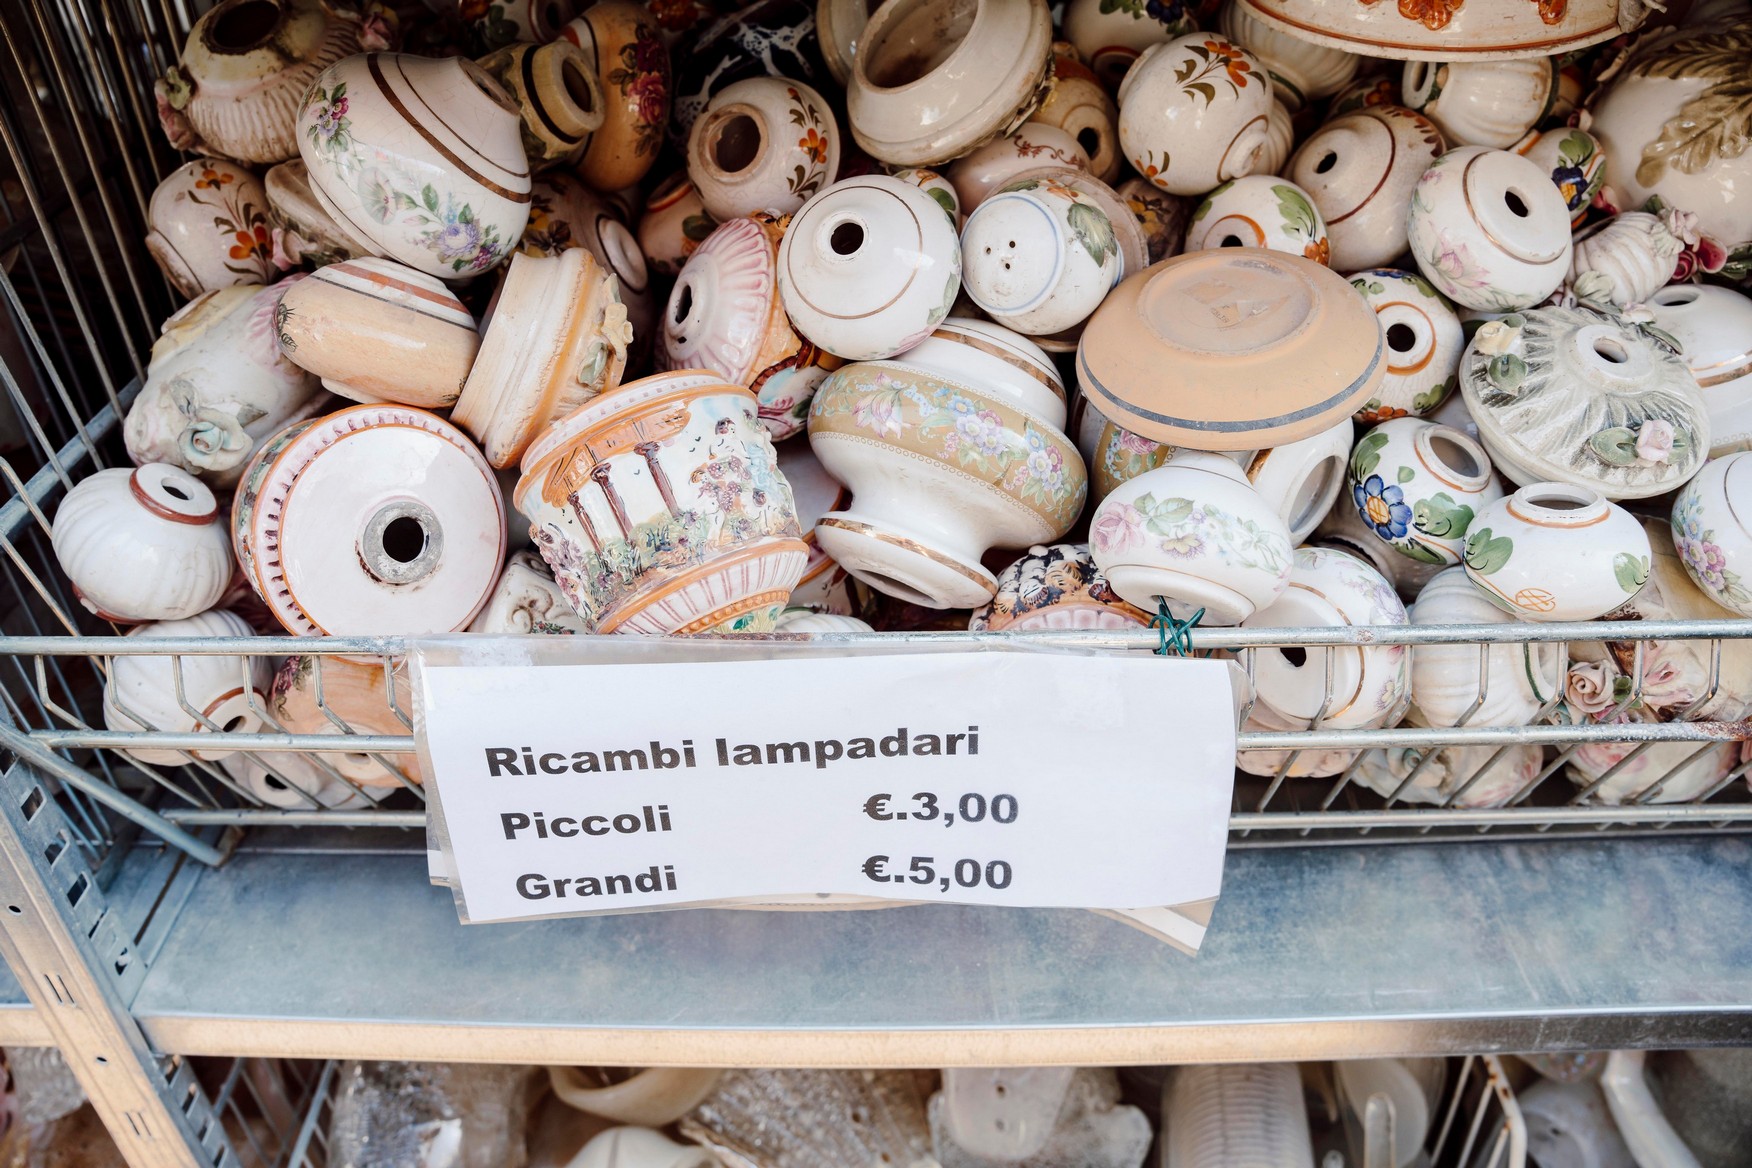 Ricambi lampadari
Piccoli €.3,00
Grandi €.5,00